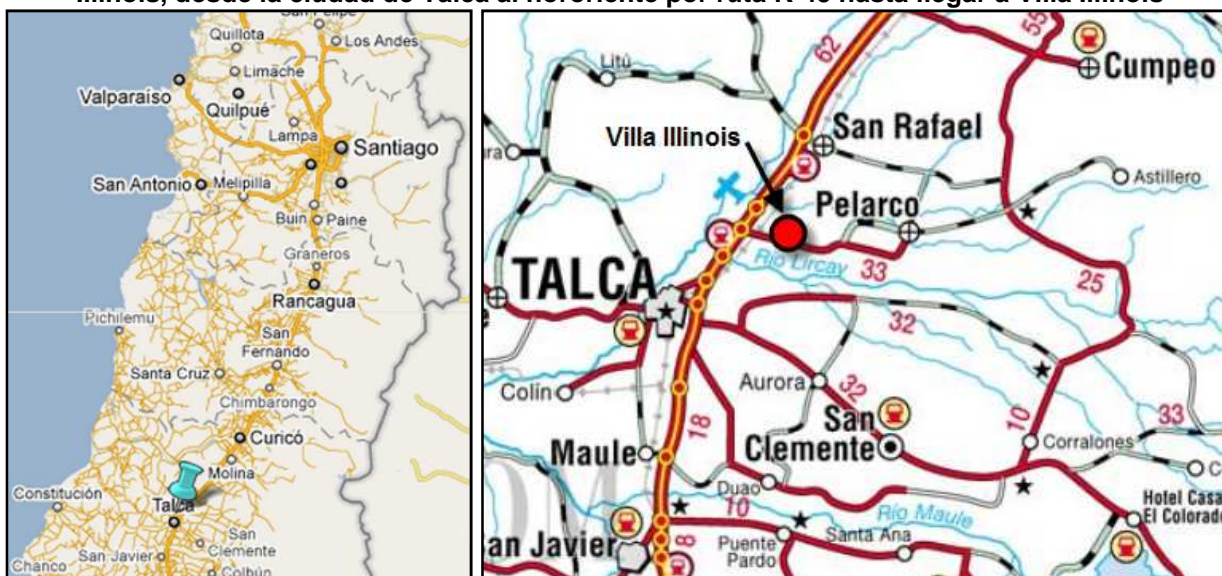 Illinois, desde la ciudad de Talca al nororiente por ruta hasta llegar a Villa Illinois
San Felipe
Quillota
Los Andes
Limache
Valparaíso
Quilpué
Lampa
Santiago
San Antonio
Melipilla
Buin
Paine
Graneros
Rancagua
Pichilemu
San
Fernando
Santa Cruz
Chimbarongo
Curicó
Molina
Constitución
Talca
San Javier
San
Clemente
Chanco
Colbún
62
55
Cumpeo
Litú
Villa Illinois
San Rafael
Astillero
Pelarco
Río Lircay
33
TALCA
25
32
Colín
Aurora
32
San
Clemente
18
10
33
Corralones
Maule
Duao
10
Río Maule
Hotel Casa
El Colorado
Santa Ana
Puente
Pardo
an Javier
8